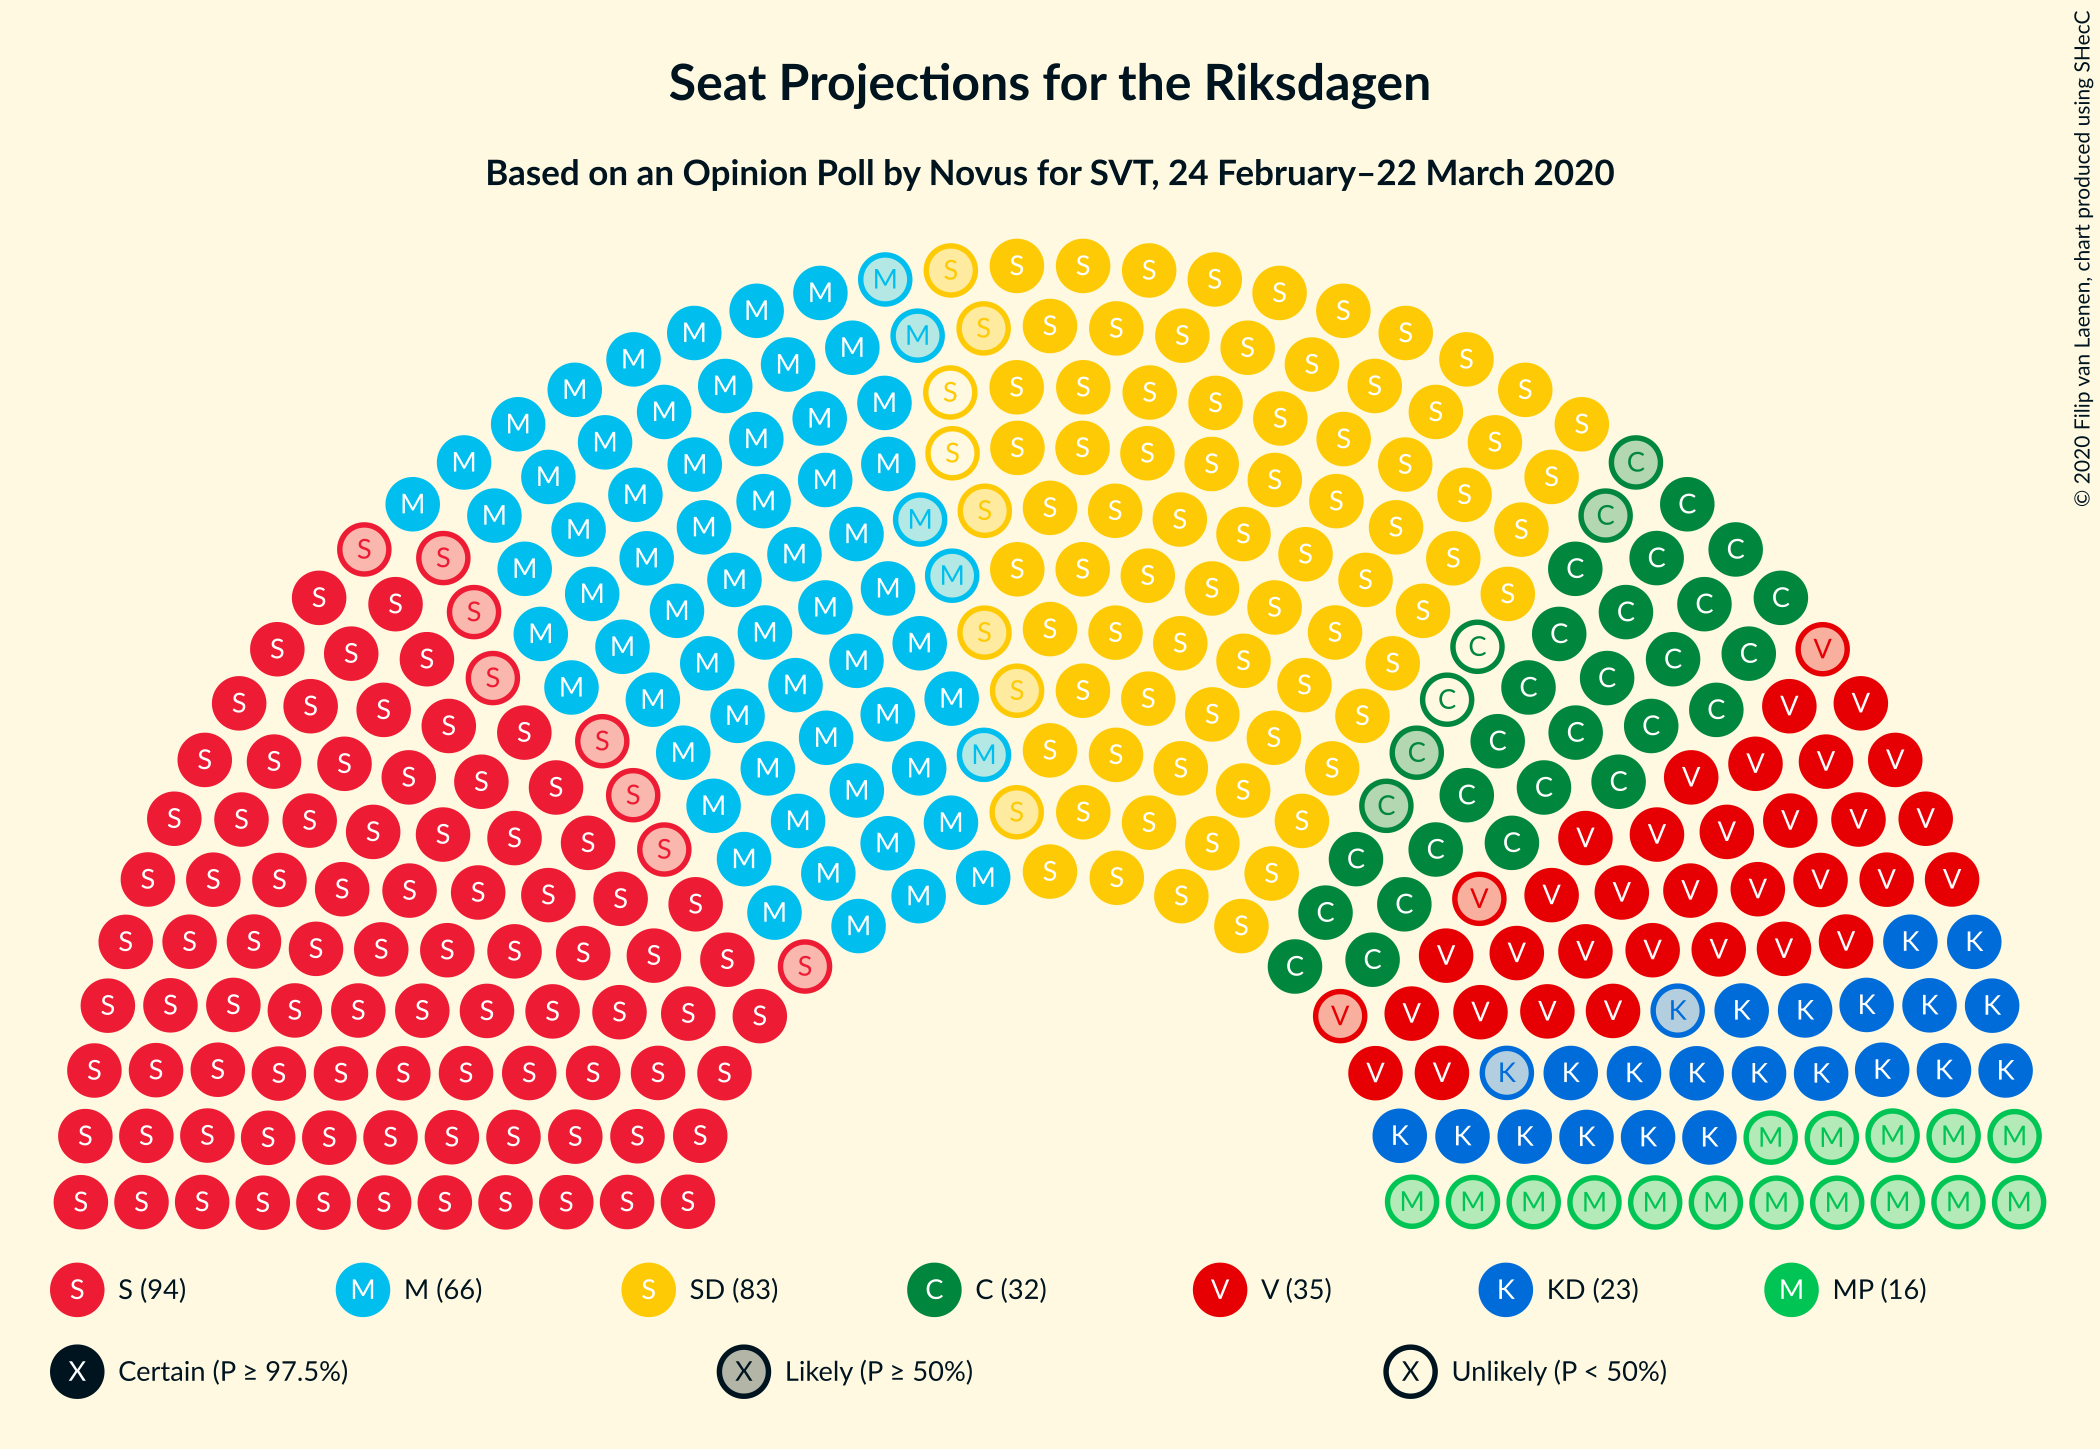 Seat Projections for the Riksdagen
Based on an Opinion Poll by Novus for SVT, 24 February–22 March 2020
© 2020 Filip van Laenen, chart produced using SHecC
S S (94) M M (66) S SD (83) C C (32) V V (35) K KD (23) M MP (16)
X Certain (P ≥ 97.5%) X Likely (P ≥ 50%) X Unlikely (P < 50%)